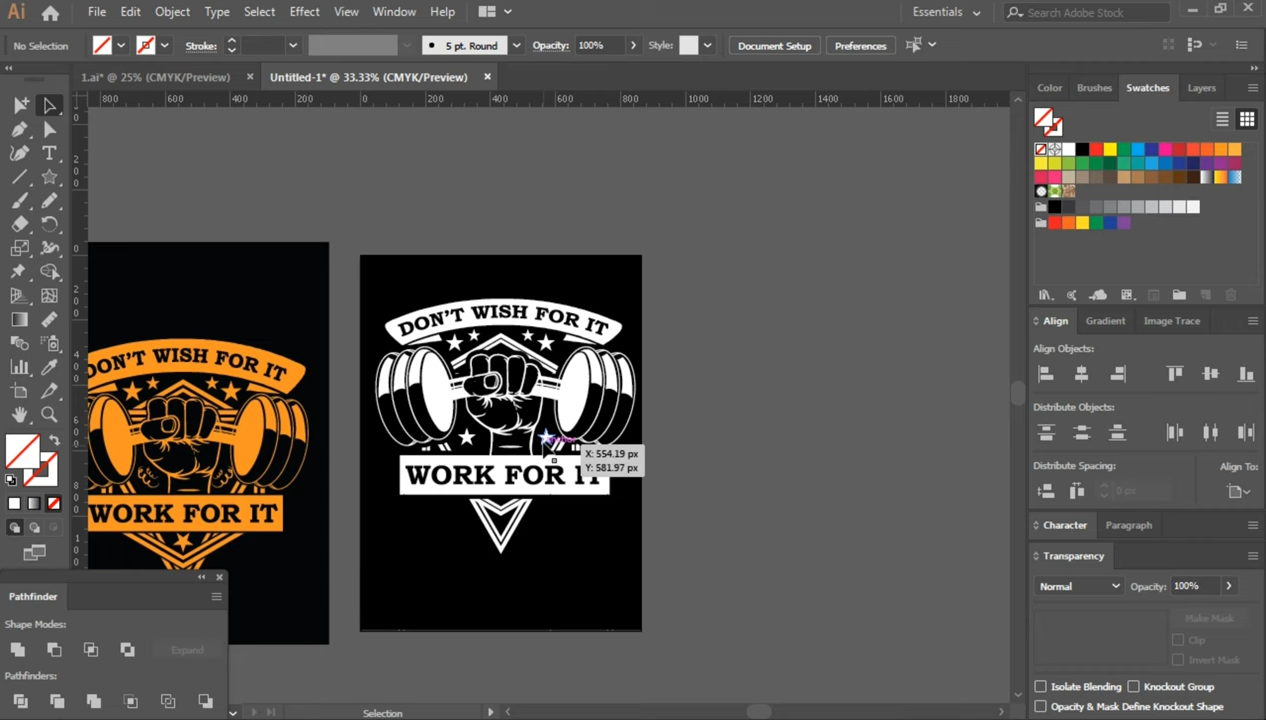 Ai File Edit Object Type Select Effect View Window Help Essentials Search Adobe Stock
No Selection Stroke: 5 pt. Round Opacity: 100% Style: Document Setup Preferences
1.ai* @ 25% (CMYK/Preview) Untitled-1* @ 33.33% (CMYK/Preview)
800 600 400 200 0 200 400 600 800 1000 1200 1400 1600 1800
Color Brushes Swatches Layers
DON'T WISH FOR IT
WORK FOR IT
DON'T WISH FOR IT
WORK FOR IT
X: 554.19 px
Y: 581.97 px
Align Gradient Image Trace
Align Objects:
Distribute Objects:
Distribute Spacing: Align To:
0 px
Character Paragraph
Transparency
Normal Opacity: 100%
Make Mask
Clip
Invert Mask
Isolate Blending Knockout Group
Opacity & Mask Define Knockout Shape
Pathfinder
Shape Modes:
Expand
Pathfinders:
Selection